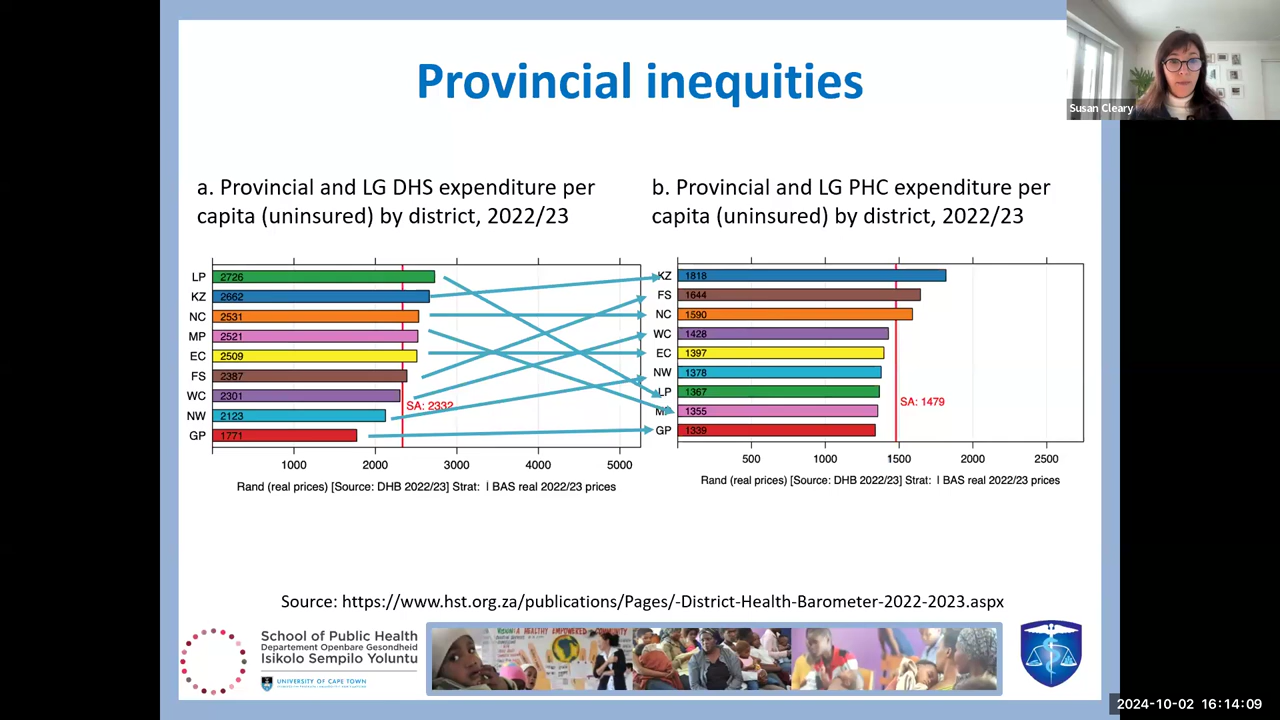 Provincial inequities
Susan Cleary
a. Provincial and LG DHS expenditure per
capita (uninsured) by district, 2022/23
LP 2726
KZ 2662
NC 2531
MP 2521
EC 2509
FS 2387
WC 2301
NW 2123
GP 1771
SA: 2332
1000 2000 3000 4000 5000
Rand (real prices) [Source: DHB 2022/23] Strat: | BAS real 2022/23 prices
b. Provincial and LG PHC expenditure per
capita (uninsured) by district, 2022/23
KZ 1818
FS 1644
NC 1590
WC 1428
EC 1397
NW 1378
LP 1367
MP 1355
GP 1339
SA: 1479
500 1000 1500 2000 2500
Rand (real prices) [Source: DHB 2022/23] Strat: | BAS real 2022/23 prices
Source: https://www.hst.org.za/publications/Pages/-District-Health-Barometer-2022-2023.aspx
School of Public Health
Departement Openbare Gesondheid
Isikolo Sempilo Yoluntu
UNIVERSITY OF CAPE TOWN
A HEALTHY EMPOWERED COMMUNITY
2024-10-02 16:14:09